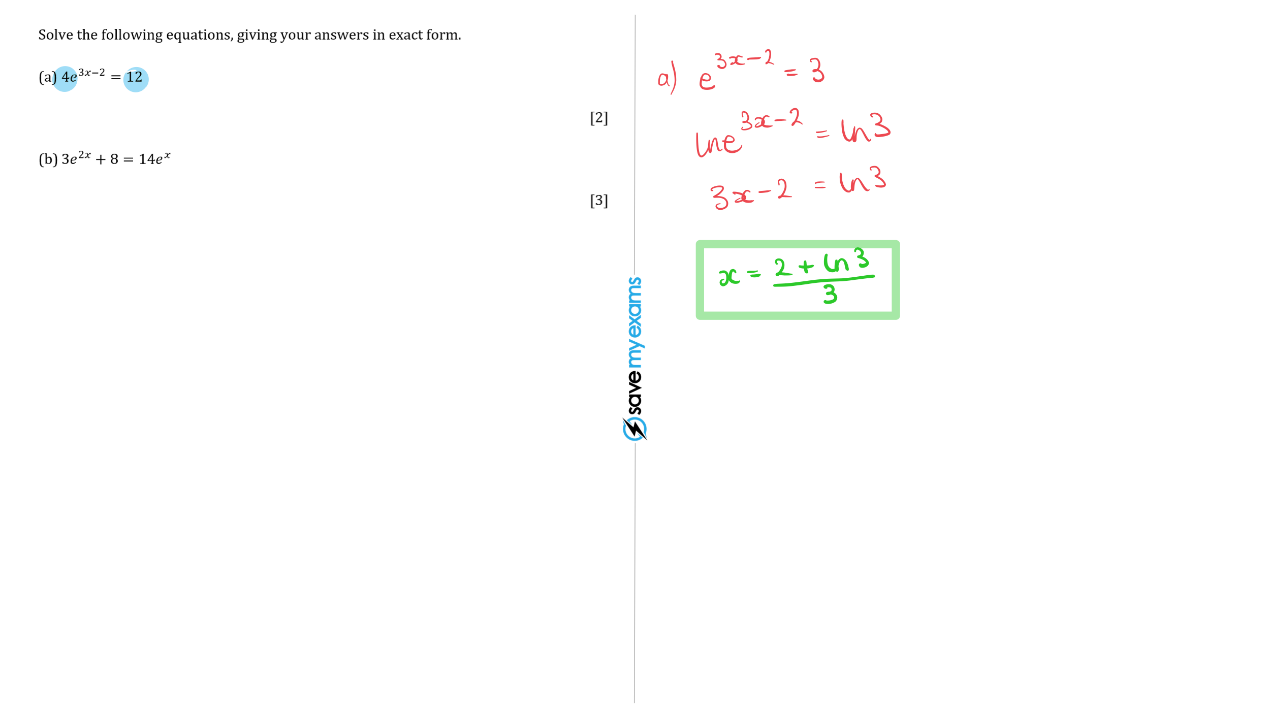 Solve the following equations, giving your answers in exact form.
(a) 4e^{3x−2} = 12
[2]
(b) 3e^{2x} + 8 = 14e^{x}
[3]
save my exams
a) e^{3x−2} = 3
ln e^{3x−2} = ln 3
3x − 2 = ln 3
x = \frac{2 + ln 3}{3}